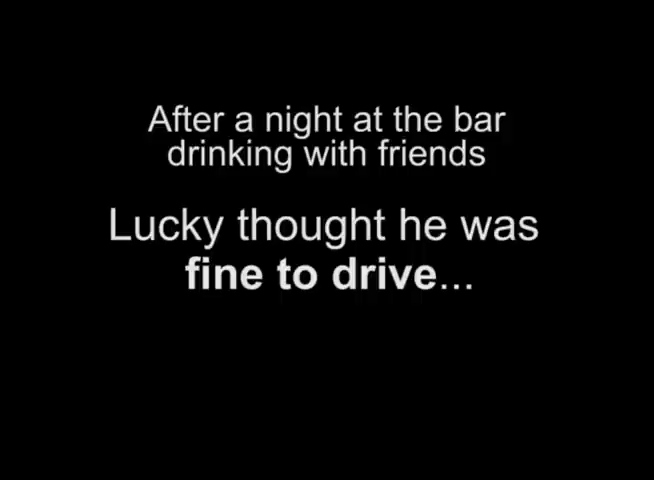 After a night at the bar
drinking with friends
Lucky thought he was
fine to drive...